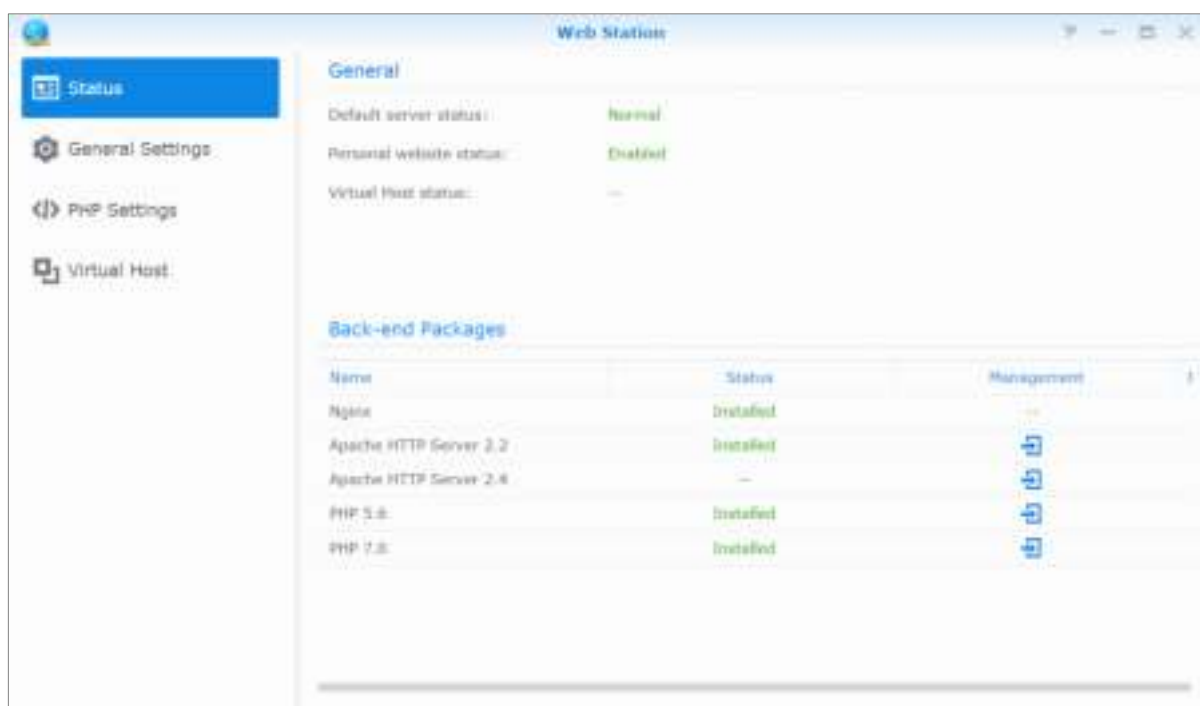 Web Station
Status
General Settings
PHP Settings
Virtual Host
General
Default server status: Normal
Personal website status: Enabled
Virtual Host status: --
Back-end Packages
Name Status Management
Nginx Installed --
Apache HTTP Server 2.2 Installed
Apache HTTP Server 2.4 --
PHP 5.6 Installed
PHP 7.0 Installed